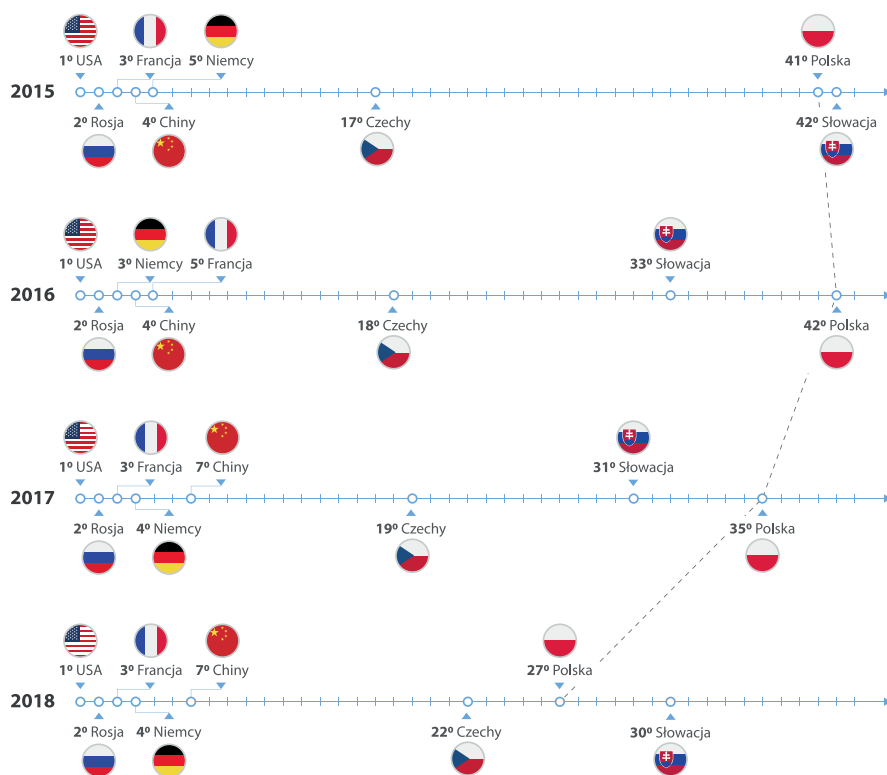 1º USA
3º Francja
5º Niemcy
41º Polska
2015
2º Rosja
4º Chiny
17º Czechy
42º Słowacja
1º USA
3º Niemcy
5º Francja
33º Słowacja
2016
2º Rosja
4º Chiny
18º Czechy
42º Polska
1º USA
3º Francja
7º Chiny
31º Słowacja
2017
2º Rosja
4º Niemcy
19º Czechy
35º Polska
1º USA
3º Francja
7º Chiny
27º Polska
2018
2º Rosja
4º Niemcy
22º Czechy
30º Słowacja